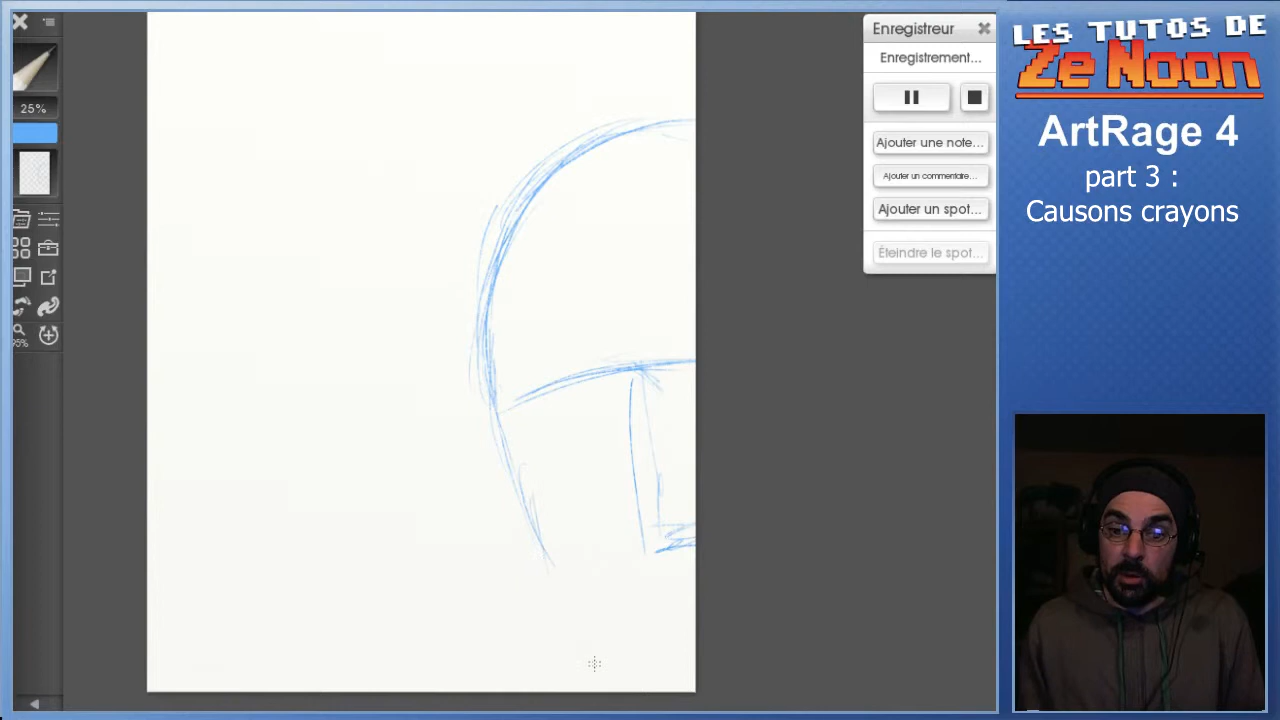 LES TUTOS DE
Ze Noon
ArtRage 4
part 3 :
Causons crayons
Enregistreur
Enregistrement...
Ajouter une note...
Ajouter un commentaire...
Ajouter un spot...
Éteindre le spot...
25%
95%